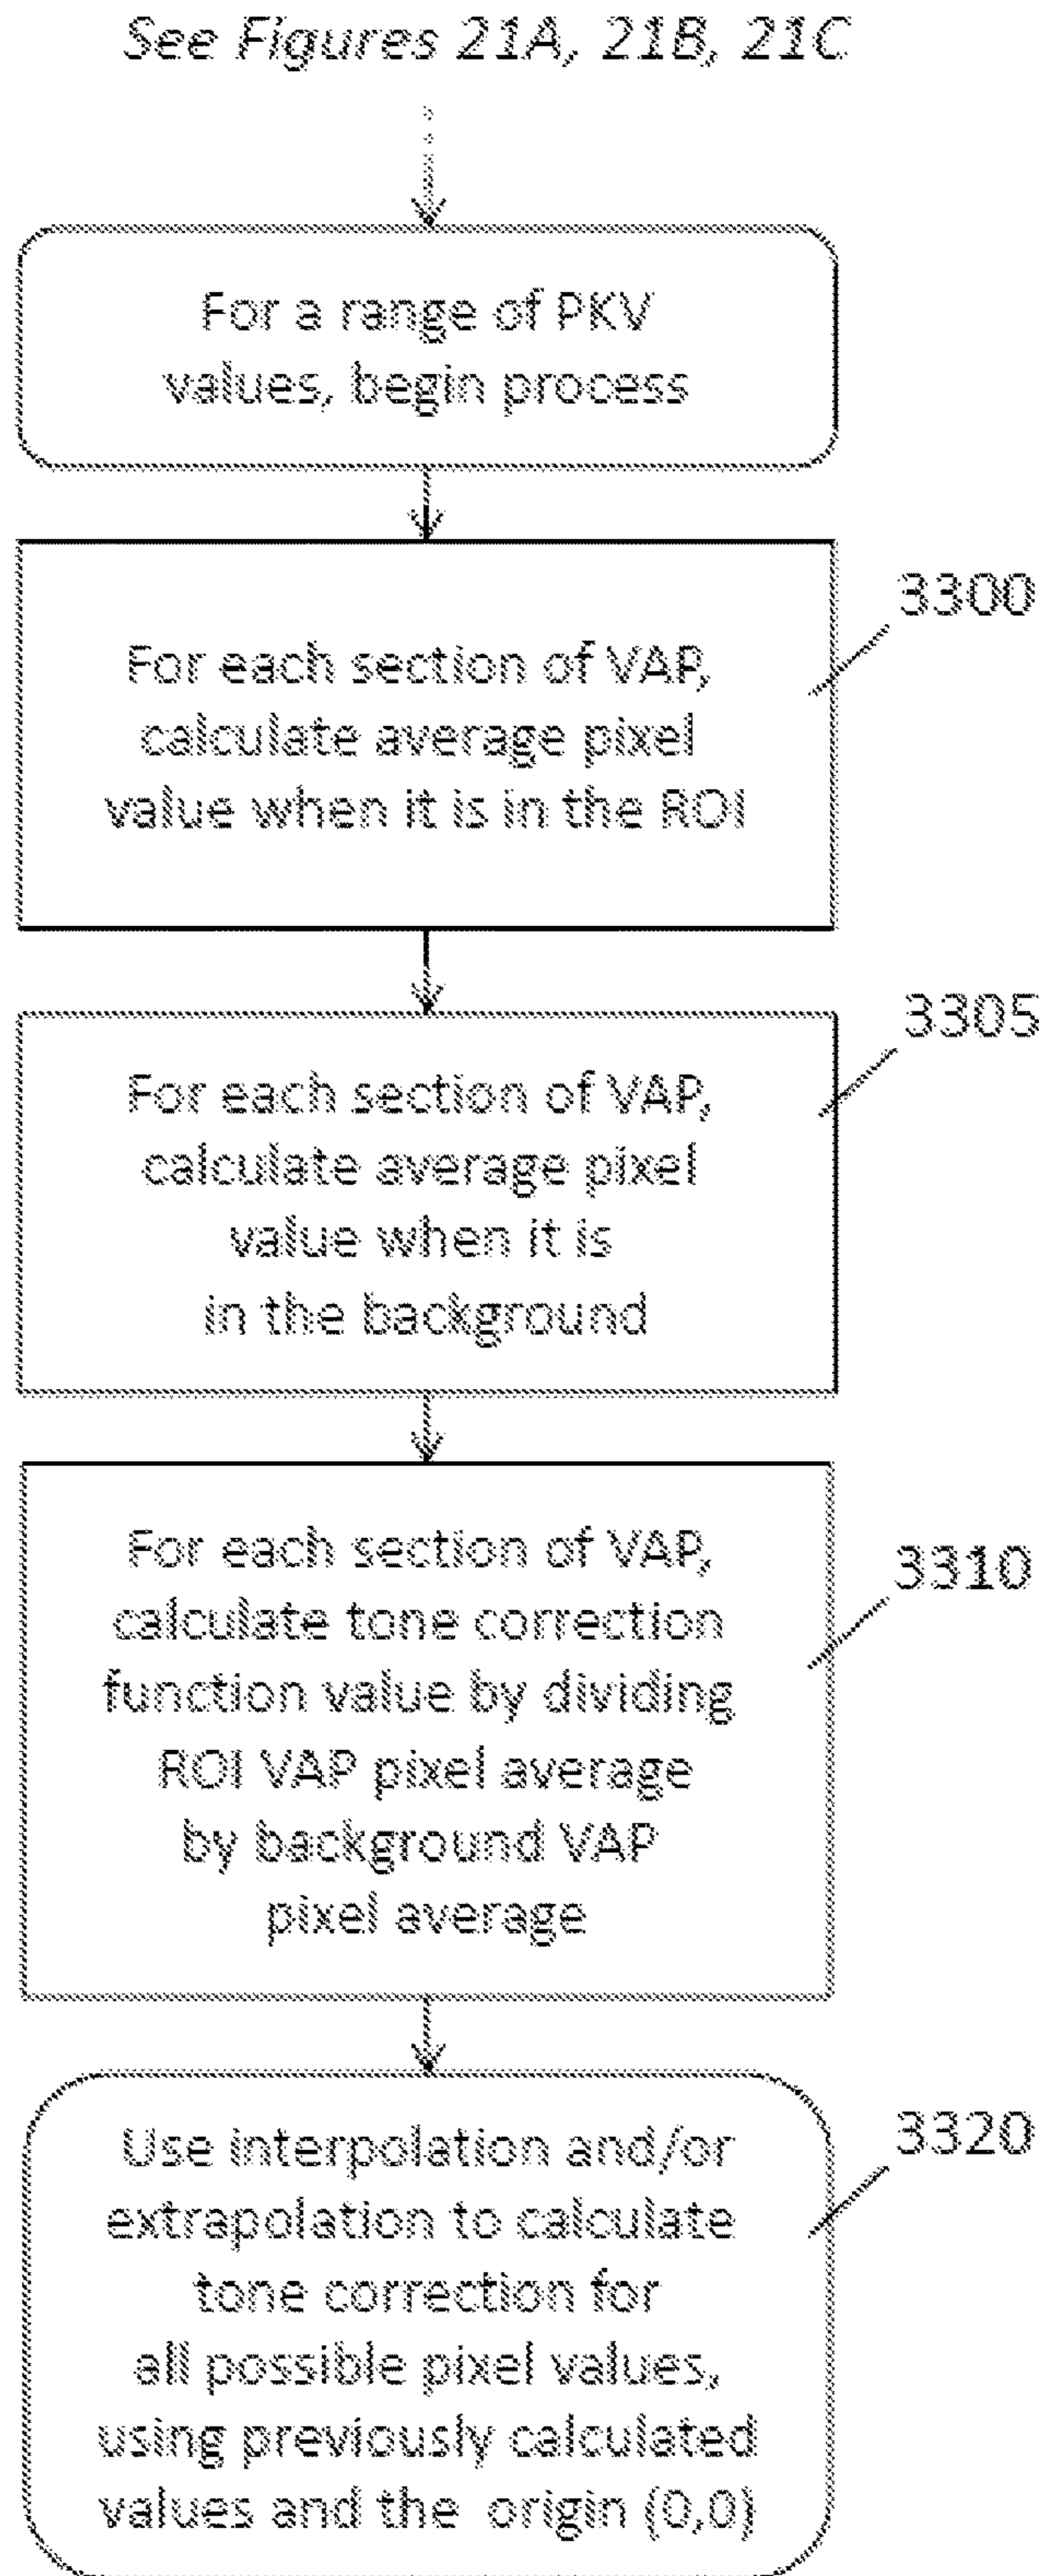 See Figures 21A, 21B, 21C
For a range of PKV
values, begin process
3300
For each section of VAP,
calculate average pixel
value when it is in the ROI
3305
For each section of VAP,
calculate average pixel
value when it is
in the background
3310
For each section of VAP,
calculate tone correction
function value by dividing
ROI VAP pixel average
by background VAP
pixel average
3320
Use interpolation and/or
extrapolation to calculate
tone correction for
all possible pixel values,
using previously calculated
values and the origin (0,0)